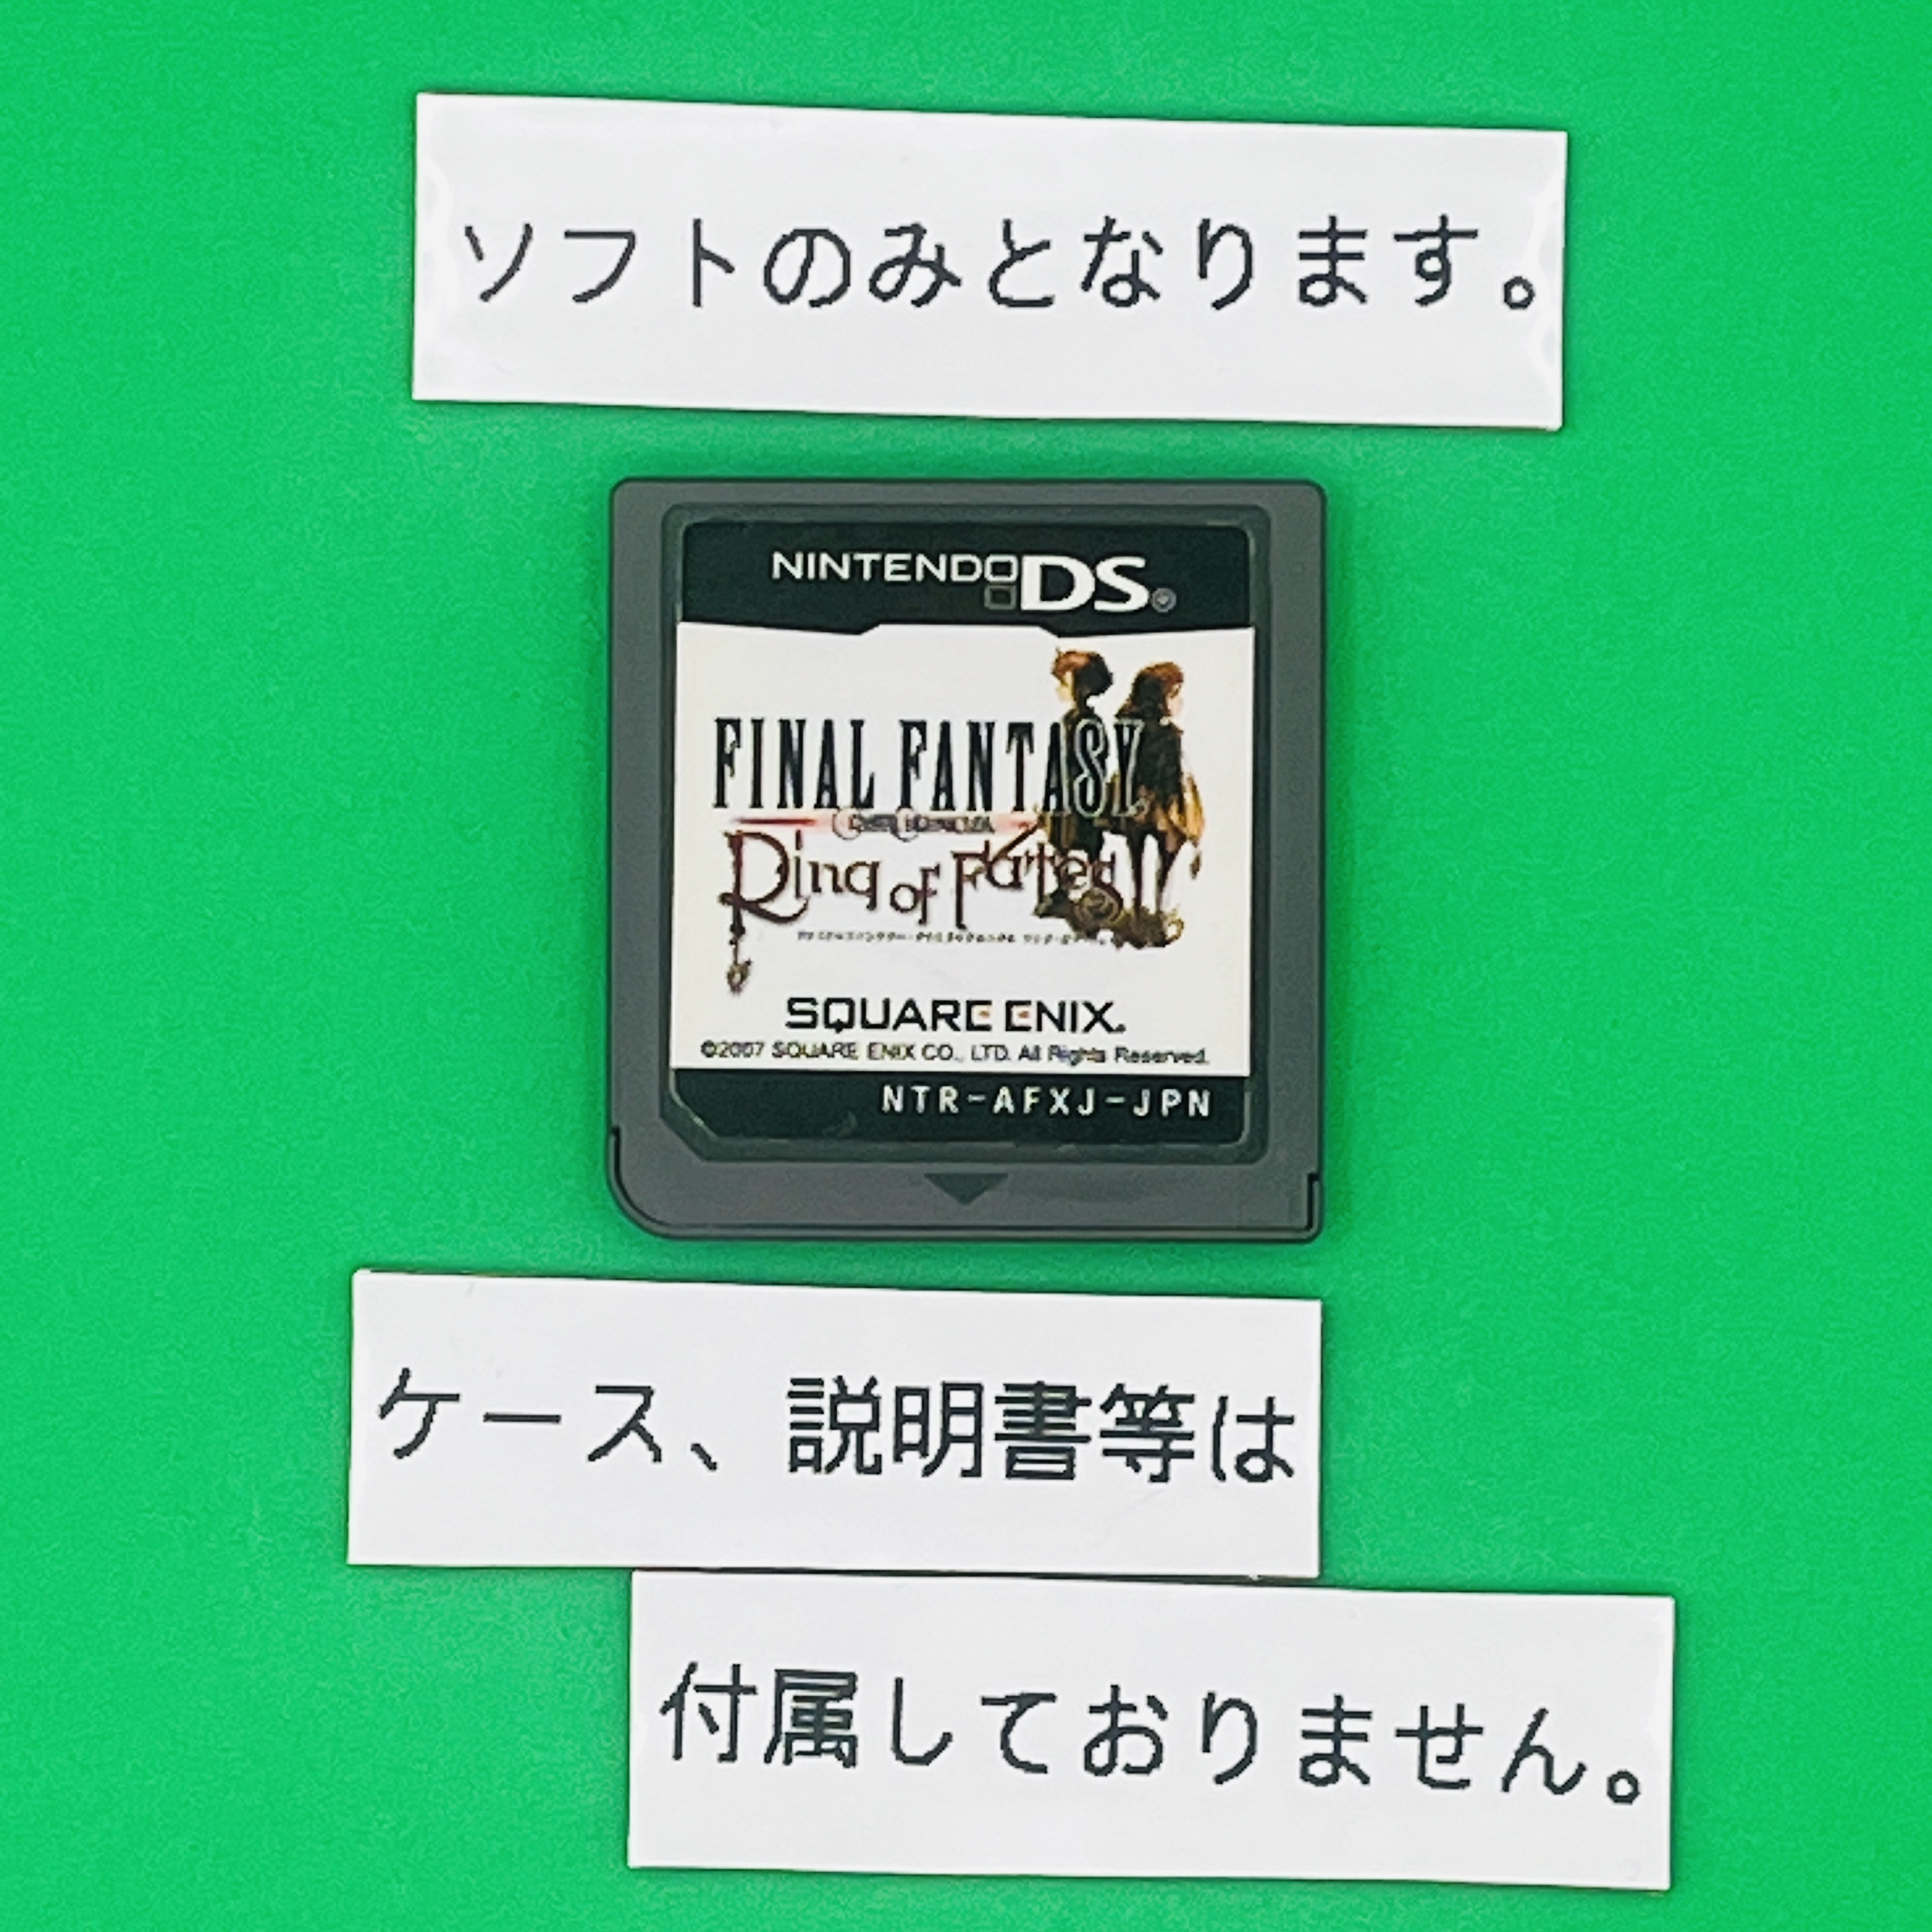 ソフトのみとなります。
NINTENDO DS®
FINAL FANTASY
Ring of Fates
SQUARE ENIX.
©2007 SQUARE ENIX CO., LTD. All Rights Reserved.
NTR-AFXJ-JPN
ケース、説明書等は
付属しておりません。